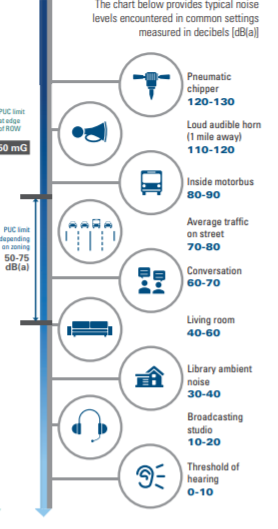 The chart below provides typical noise
levels encountered in common settings
measured in decibels [dB(a)]
Pneumatic
chipper
120-130
PUC limit
at edge
of ROW
50 mG
Loud audible horn
(1 mile away)
110-120
Inside motorbus
80-90
PUC limit
depending
on zoning
50-75
dB(a)
Average traffic
on street
70-80
Conversation
60-70
Living room
40-60
Library ambient
noise
30-40
Broadcasting
studio
10-20
Threshold of
hearing
0-10